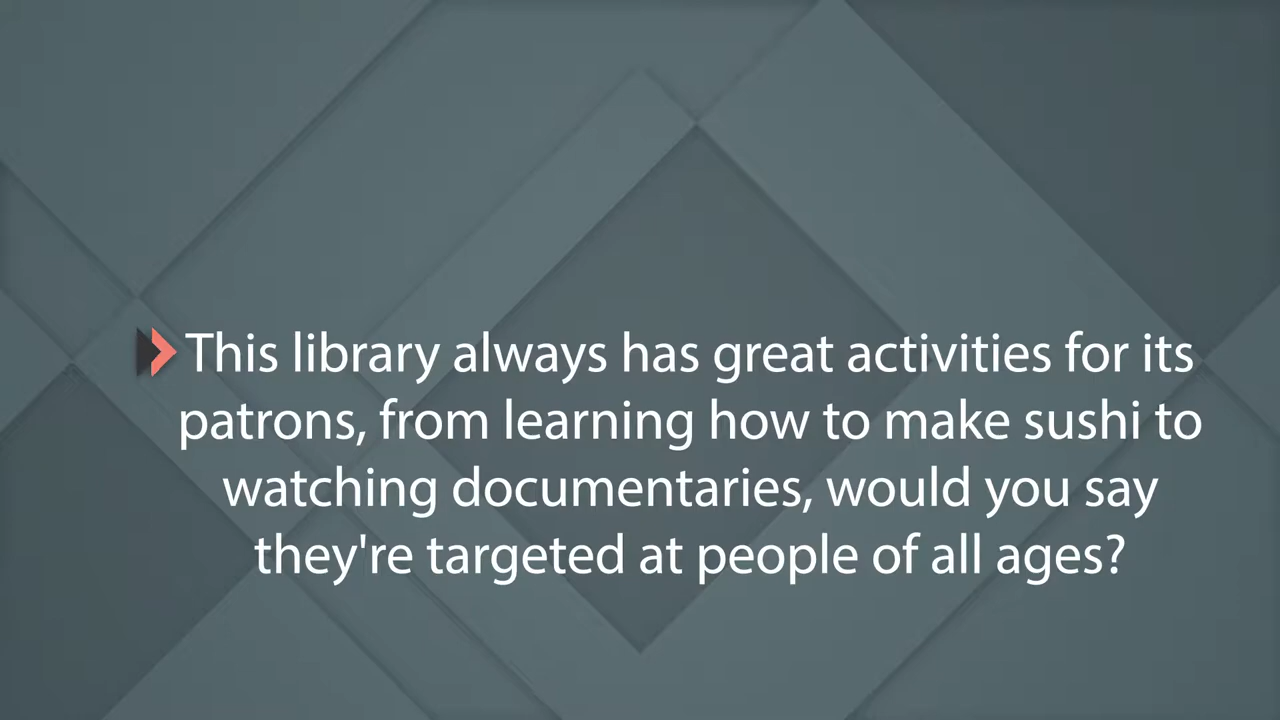 This library always has great activities for its
patrons, from learning how to make sushi to
watching documentaries, would you say
they're targeted at people of all ages?